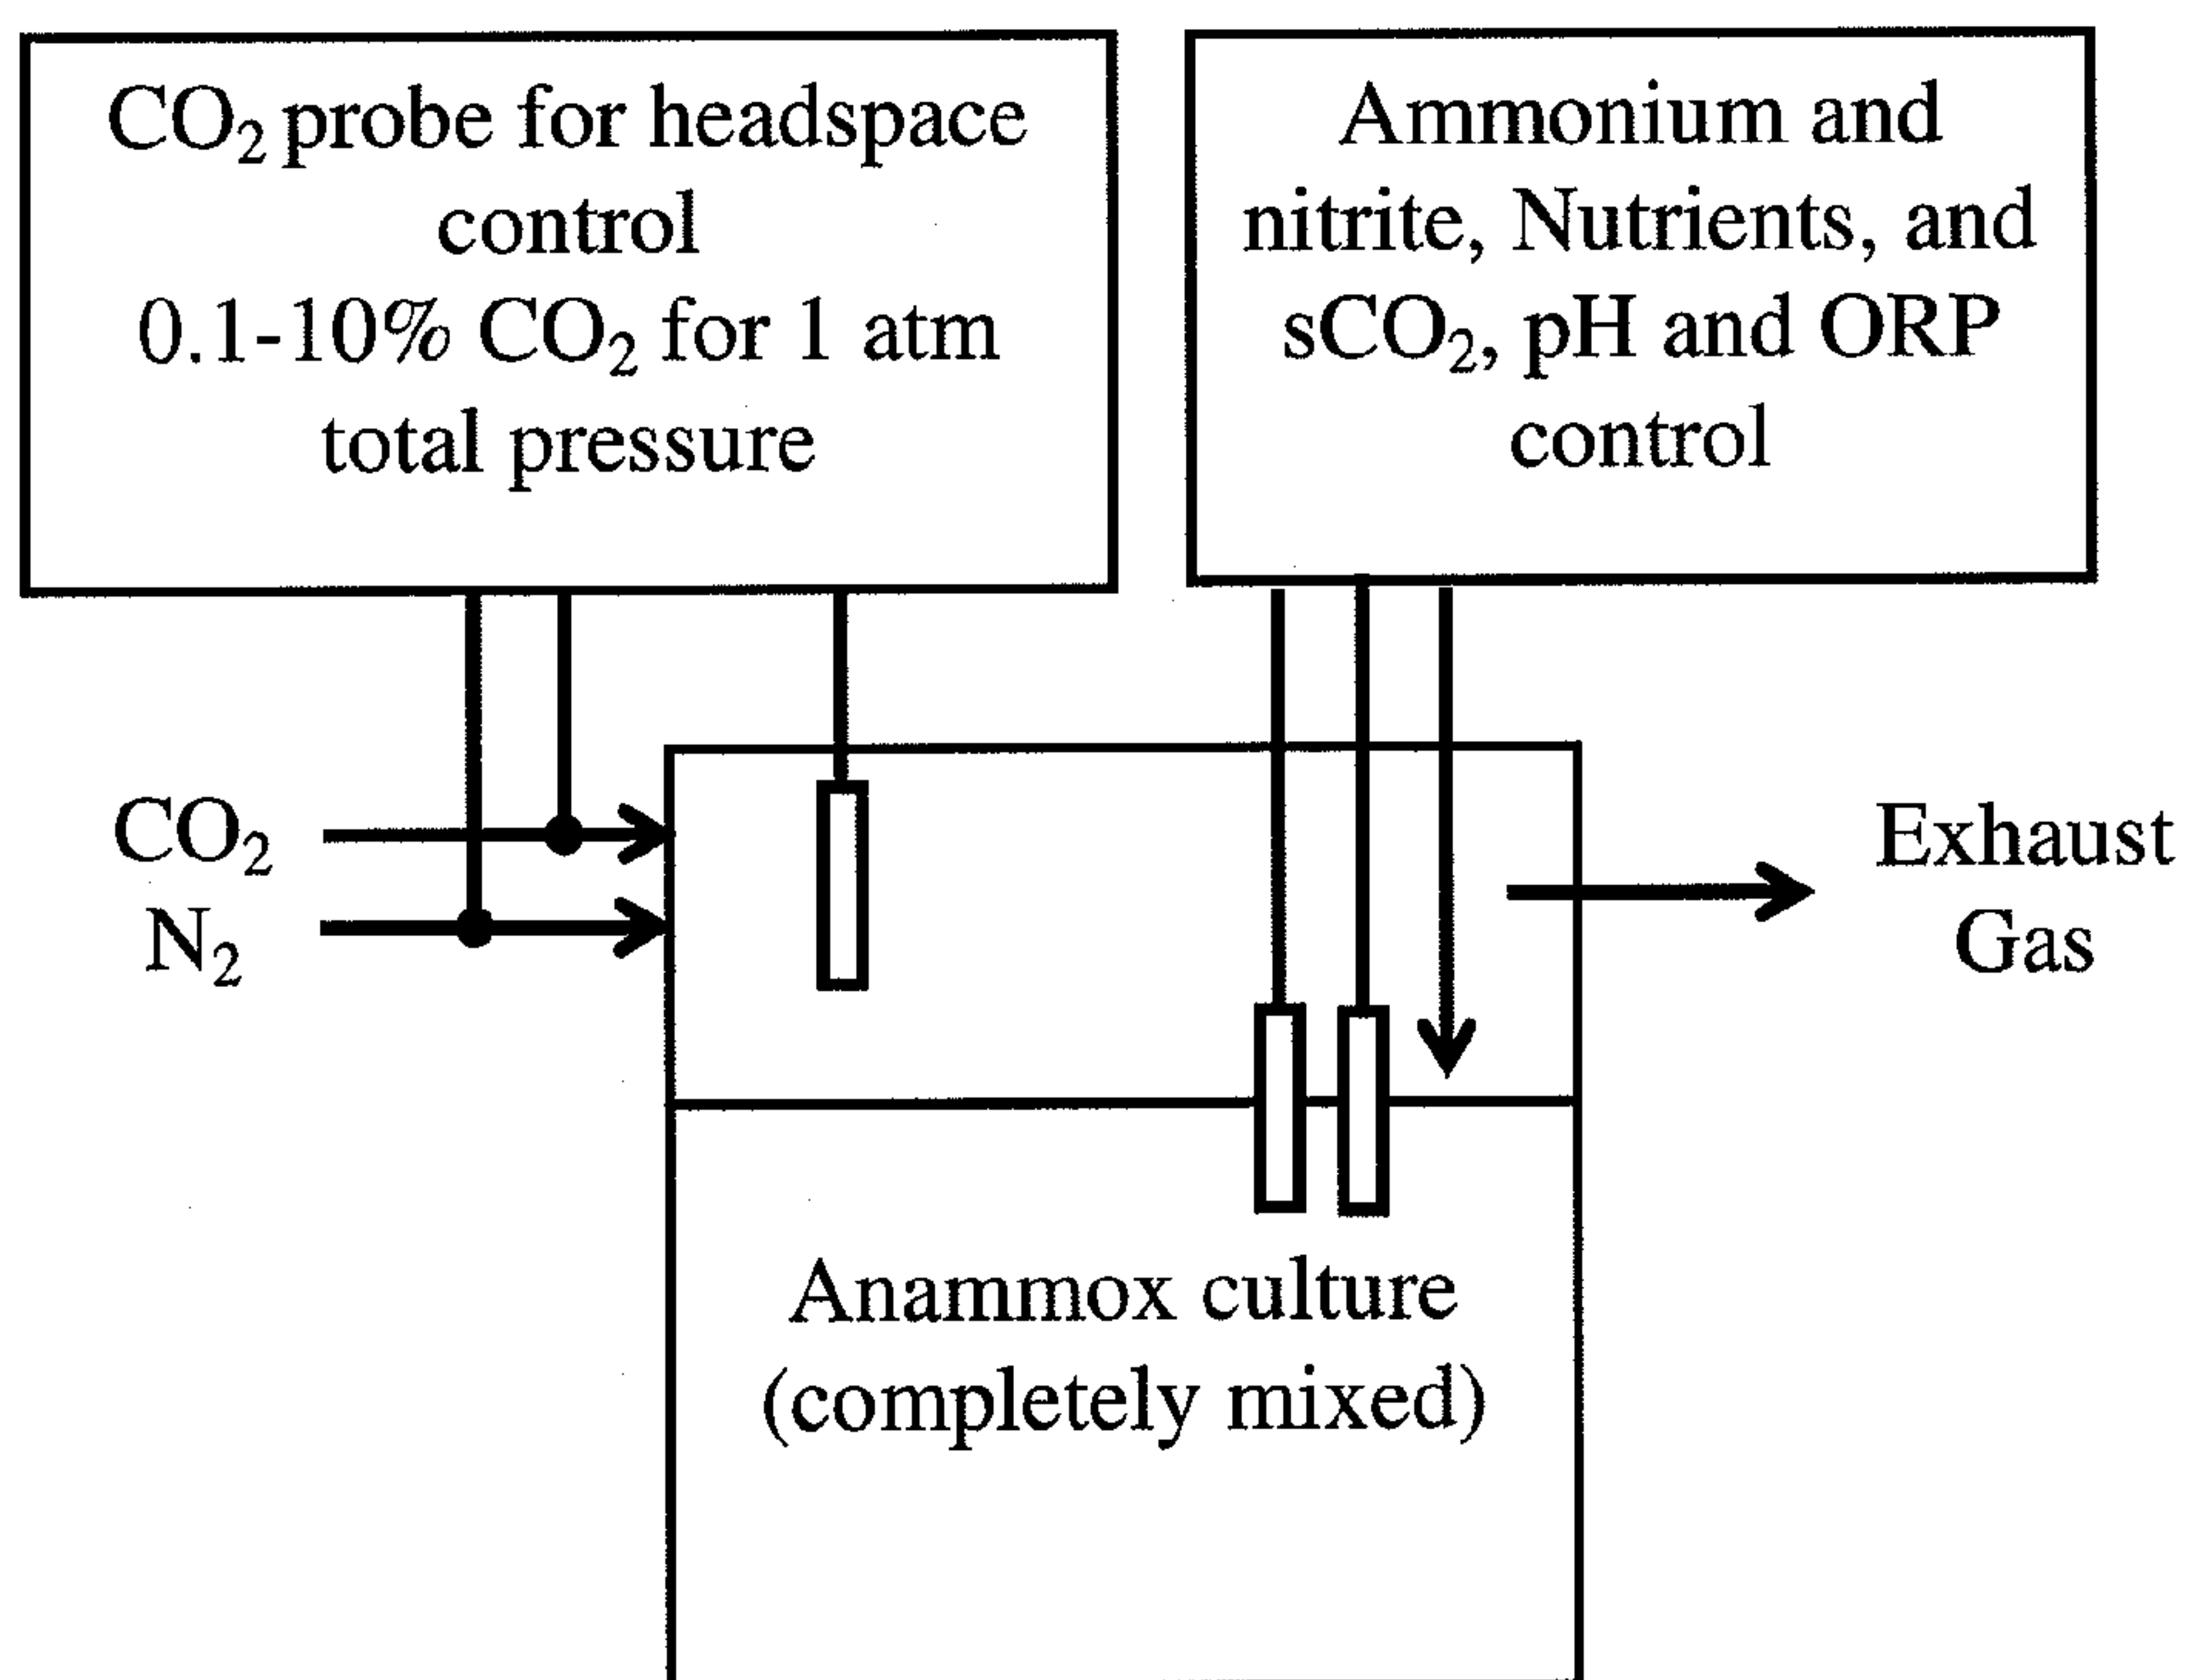 CO₂ probe for headspace
control
0.1-10% CO₂ for 1 atm
total pressure
Ammonium and
nitrite, Nutrients, and
sCO₂, pH and ORP
control
CO₂
N₂
Exhaust
Gas
Anammox culture
(completely mixed)